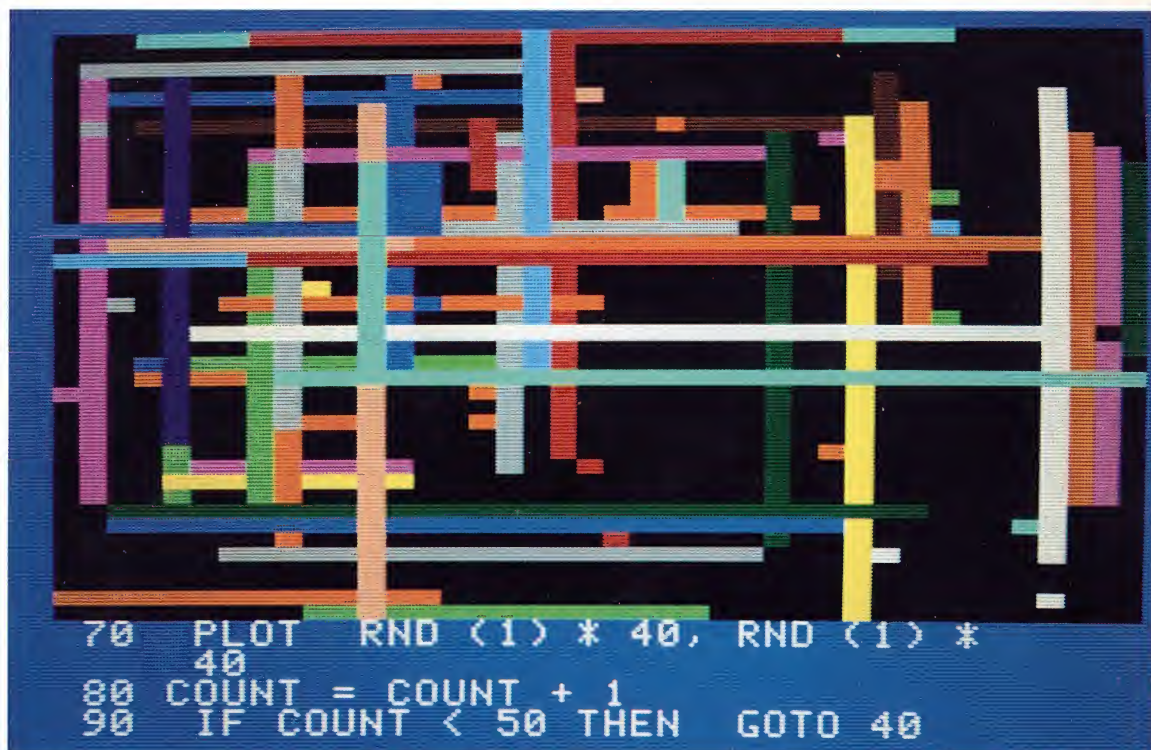 70 PLOT RND (1) * 40, RND (1) *
40
80 COUNT = COUNT + 1
90 IF COUNT < 50 THEN GOTO 40